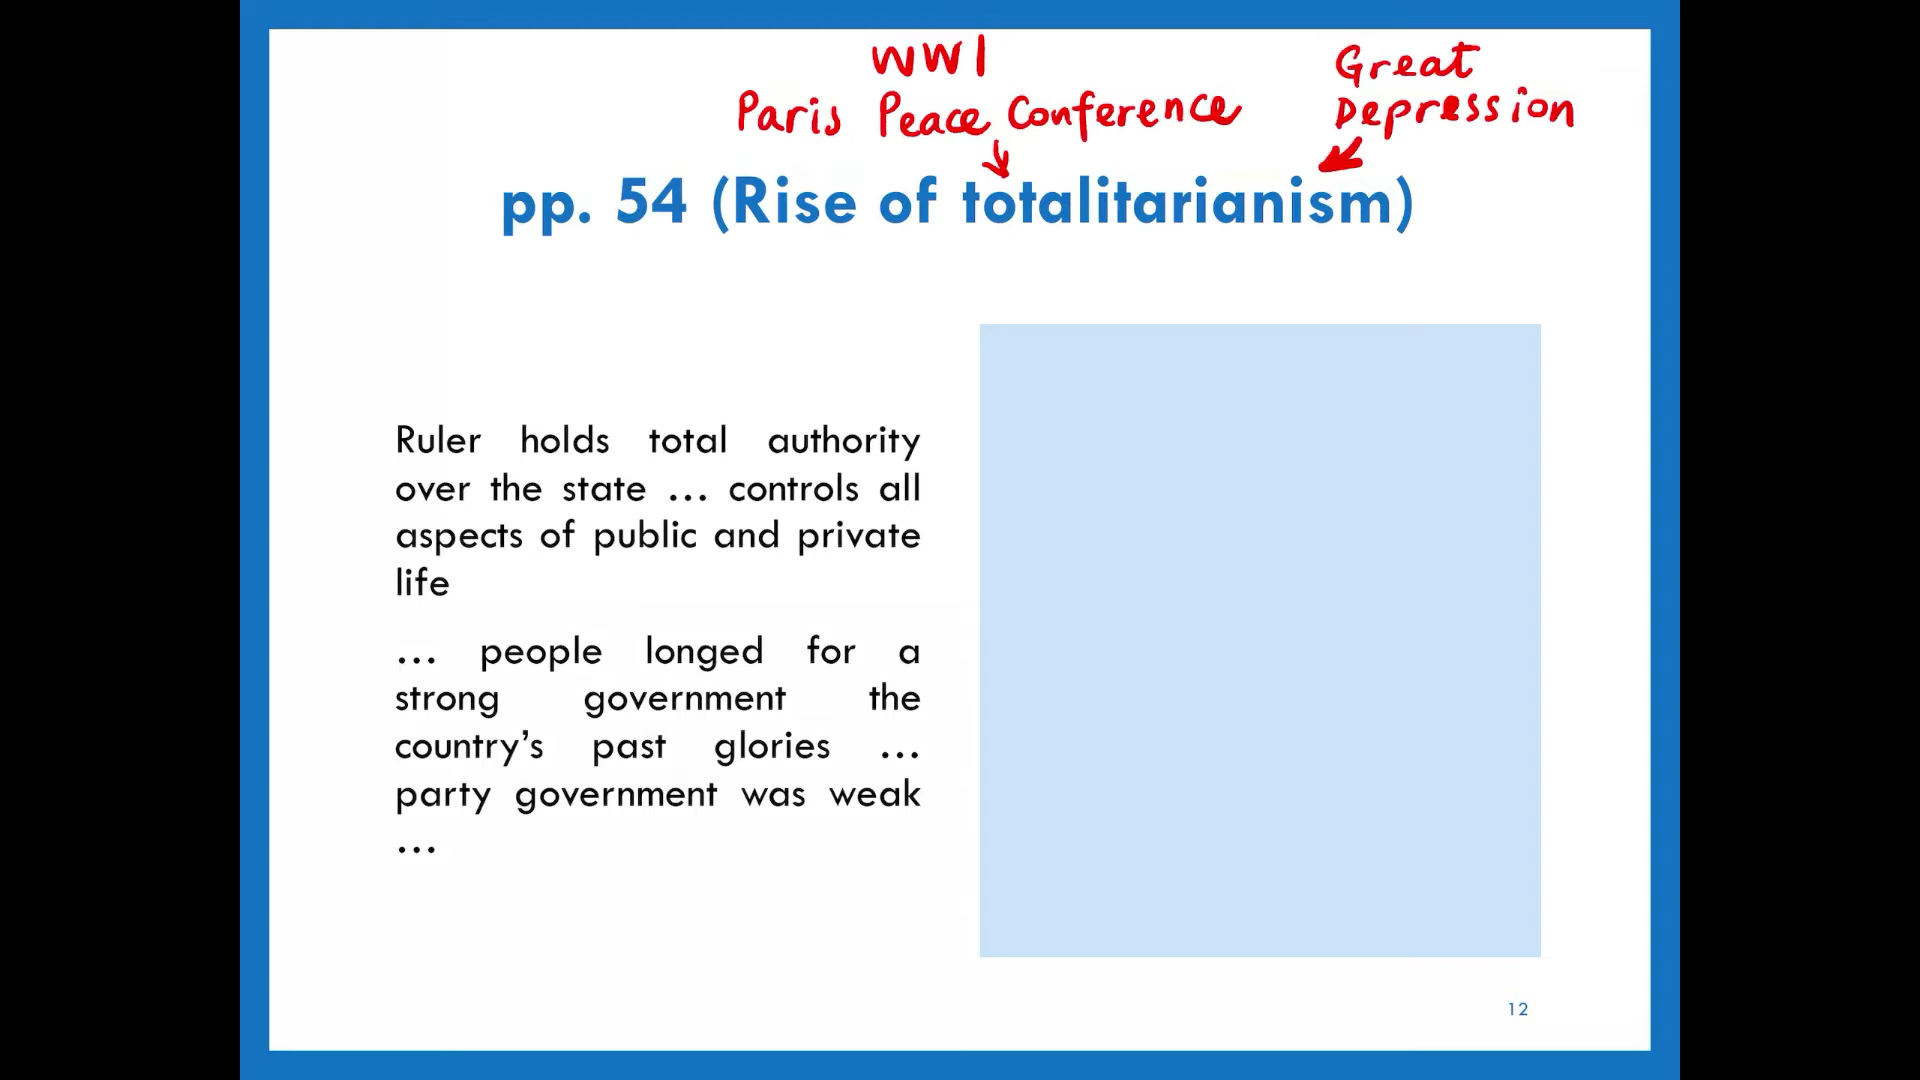 WW1
Paris Peace Conference
Great
Depression
pp. 54 (Rise of totalitarianism)
Ruler holds total authority
over the state ... controls all
aspects of public and private
life
... people longed for a
strong government the
country’s past glories ...
party government was weak
...
12